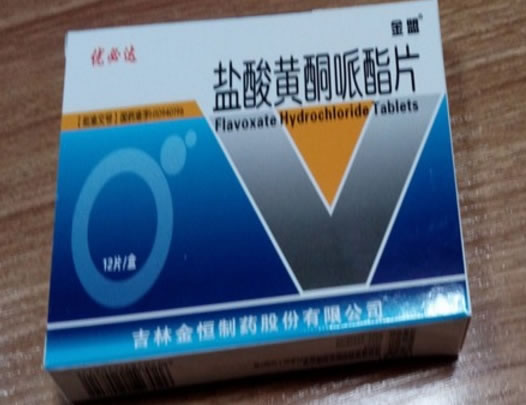 金盟®
优必达
盐酸黄酮哌酯片
Flavoxate Hydrochloride Tablets
12片/盒
吉林金恒制药股份有限公司